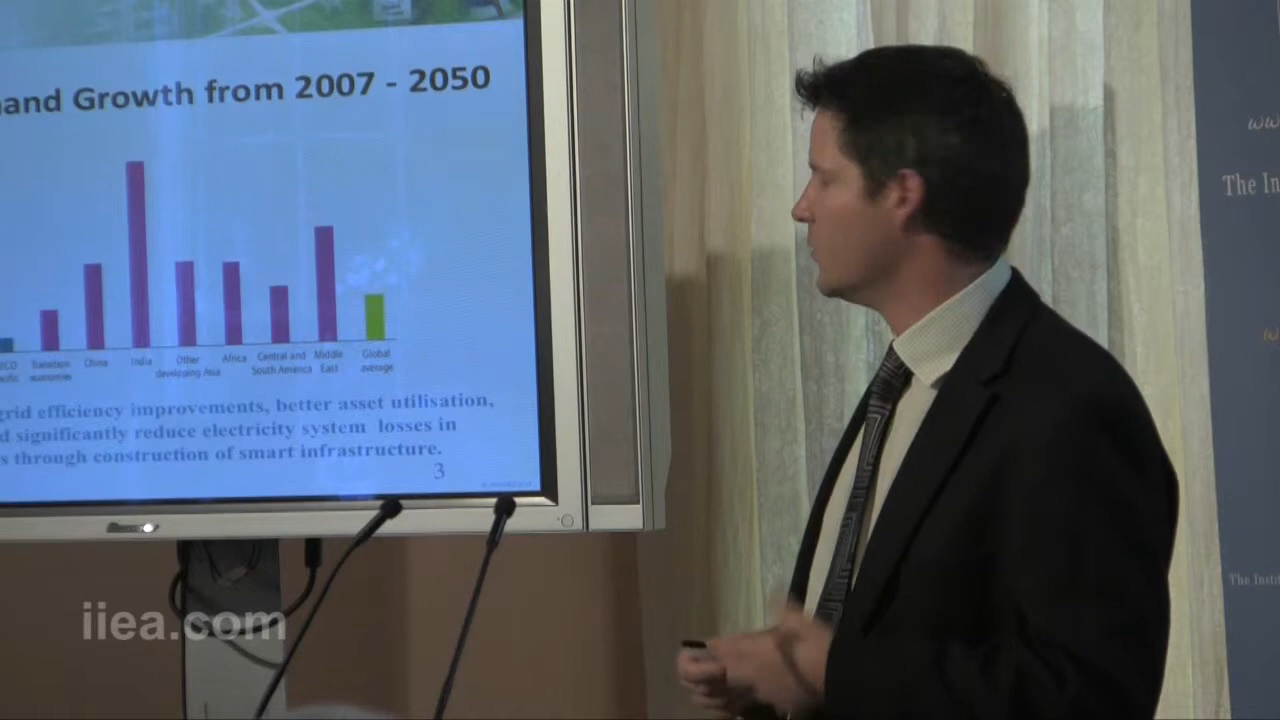 and Growth from 2007 - 2050
Transition economies
China
India
Other developing Asia
Africa
Central and South America
Middle East
Global average
grid efficiency improvements, better asset utilisation,
significantly reduce electricity system losses in
through construction of smart infrastructure.
3
iiea.com
The In
The Insti